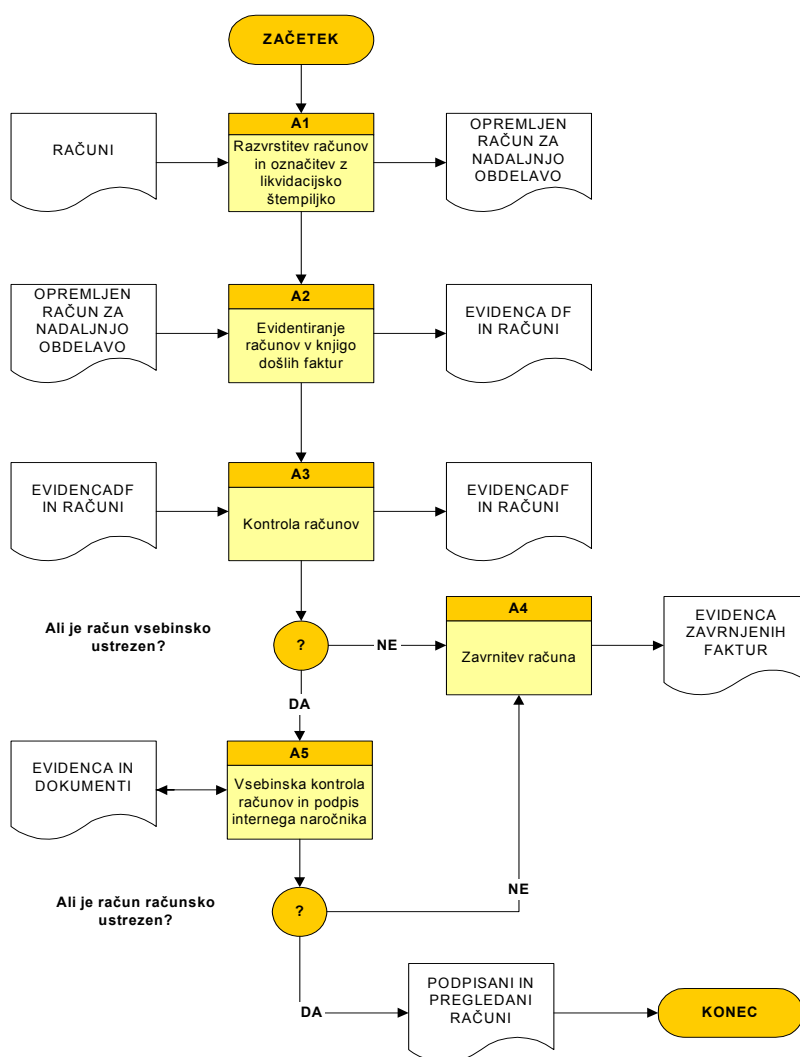 ZAČETEK
RAČUNI
A1
Razvrstitev računov
in označitev z
likvidacijsko
štempiljko
OPREMLJEN
RAČUN ZA
NADALJNJO
OBDELAVO
OPREMLJEN
RAČUN ZA
NADALJNJO
OBDELAVO
A2
Evidentiranje
računov v knjigo
došlih faktur
EVIDENCA DF
IN RAČUNI
EVIDENCADF
IN RAČUNI
A3
Kontrola računov
EVIDENCADF
IN RAČUNI
Ali je račun vsebinsko
ustrezen?
?
NE
A4
Zavrnitev računa
EVIDENCA
ZAVRNJENIH
FAKTUR
DA
EVIDENCA IN
DOKUMENTI
A5
Vsebinska kontrola
računov in podpis
internega naročnika
Ali je račun računsko
ustrezen?
?
NE
DA
PODPISANI IN
PREGLEDANI
RAČUNI
KONEC